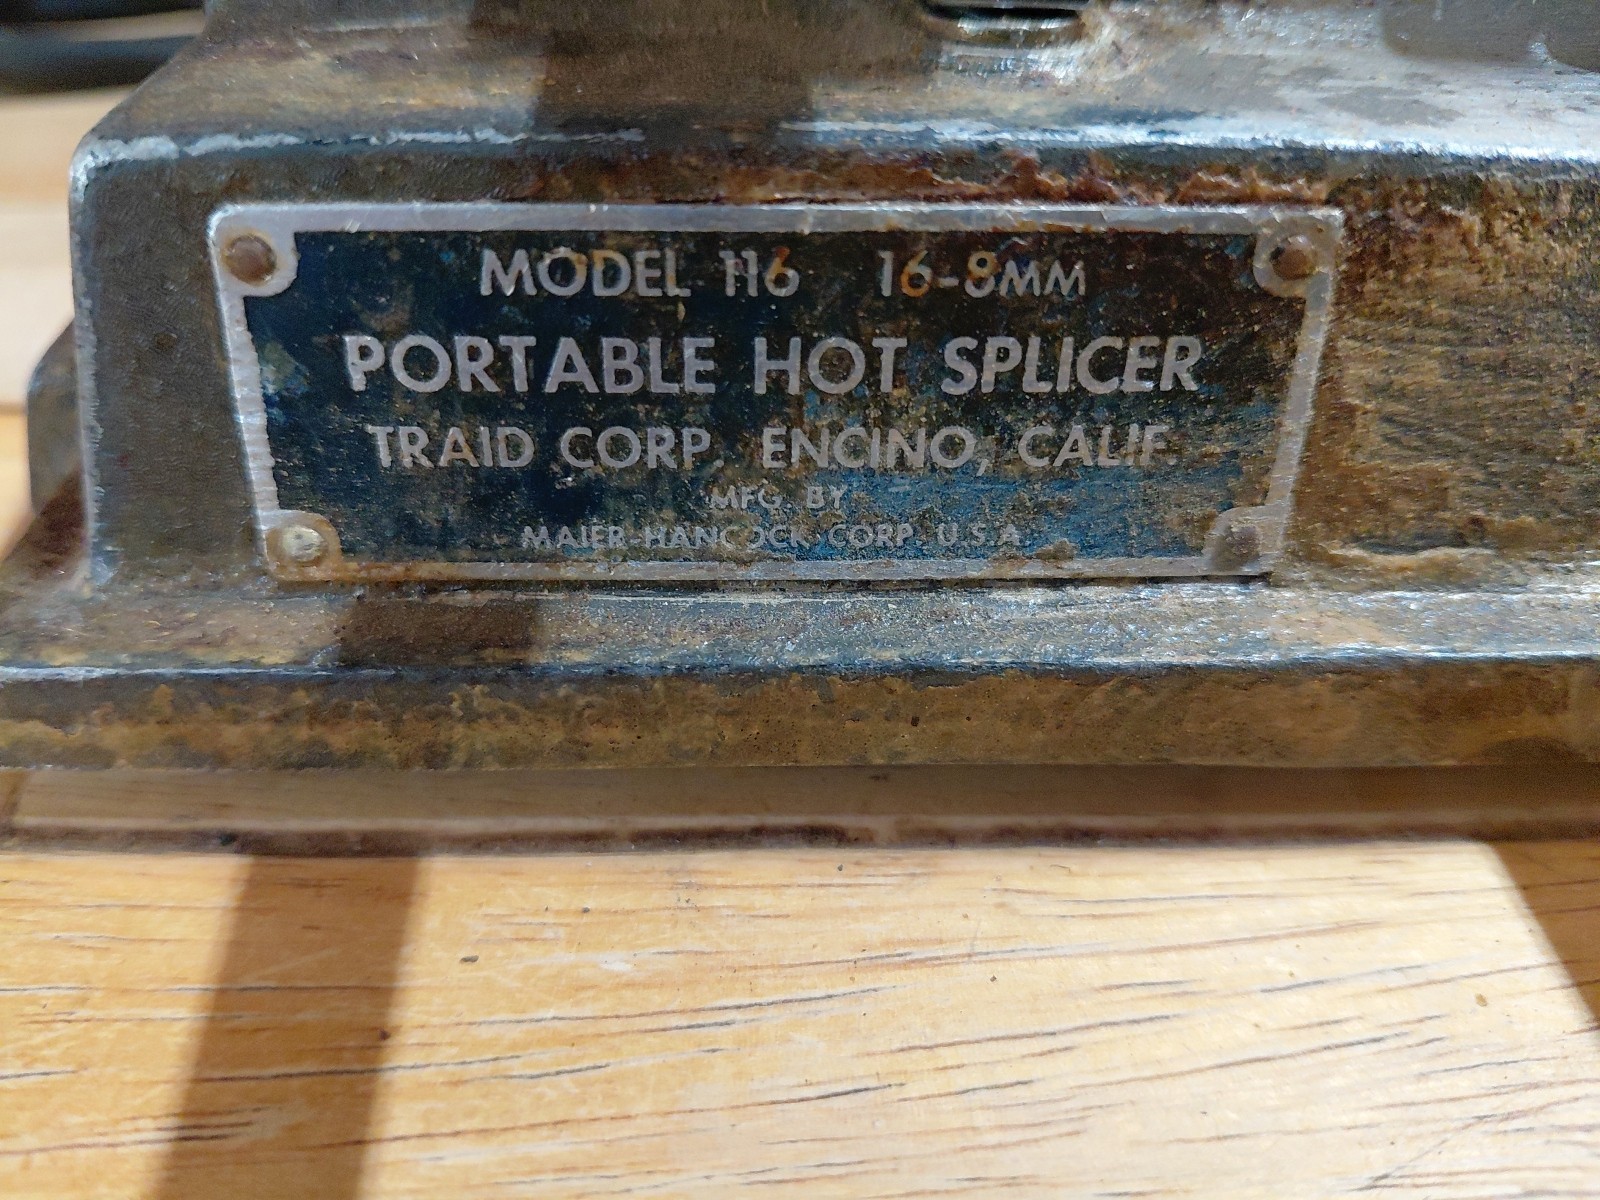 MODEL 116 16-8MM
PORTABLE HOT SPLICER
TRAID CORP. ENCINO, CALIF.
MFG. BY
MAIER-HANCOCK CORP. U.S.A.